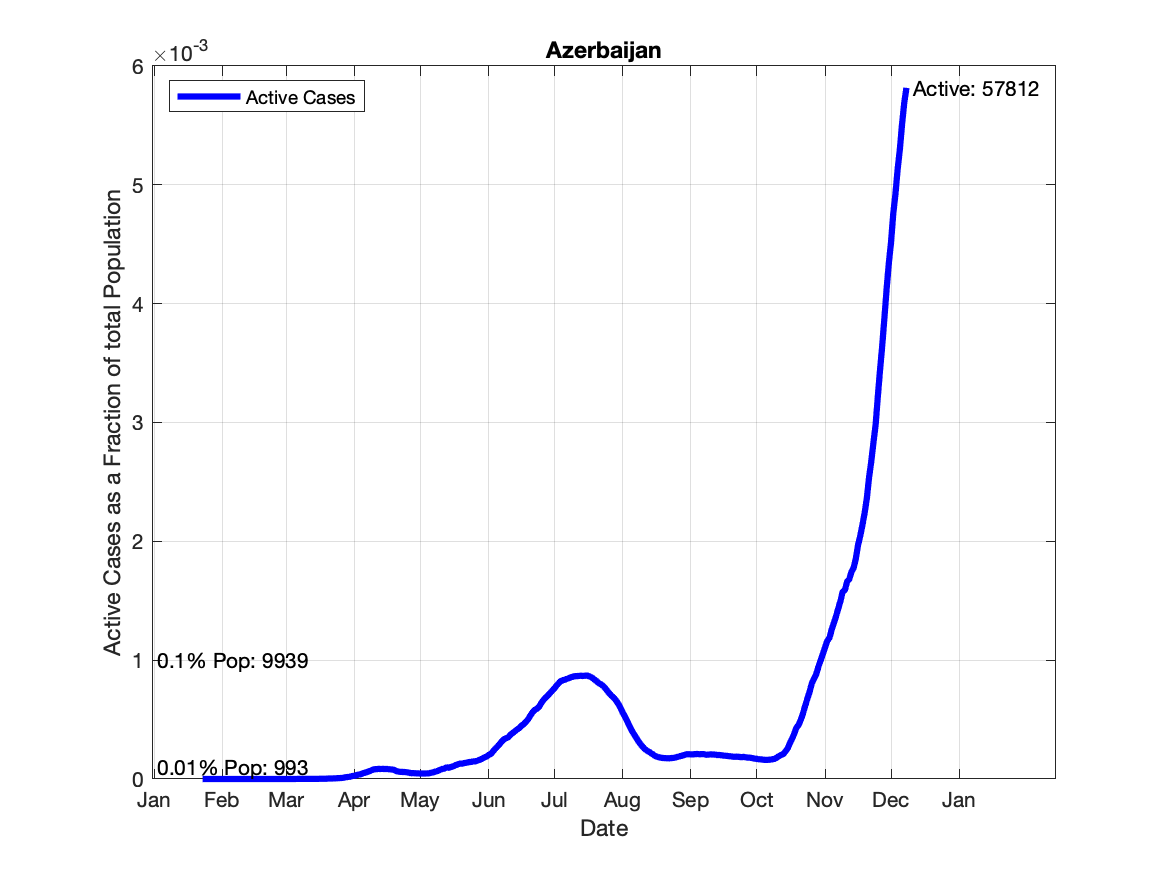 Azerbaijan
×10-3
6
5
4
3
2
1
0
Active Cases as a Fraction of total Population
Active Cases
Active: 57812
0.1% Pop: 9939
0.01% Pop: 993
Jan Feb Mar Apr May Jun Jul Aug Sep Oct Nov Dec Jan
Date